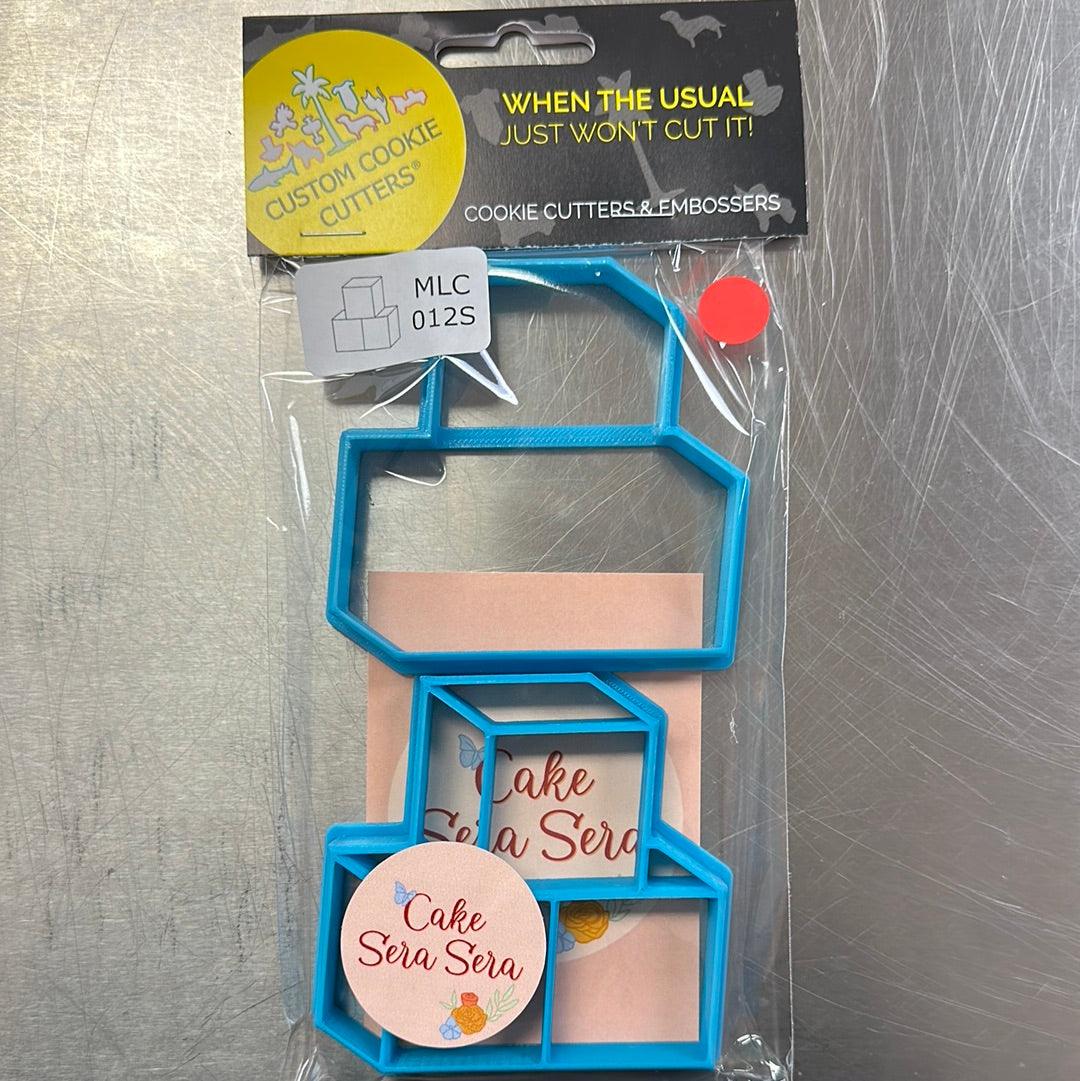 CUSTOM COOKIE
CUTTERS®
WHEN THE USUAL
JUST WON'T CUT IT!
COOKIE CUTTERS & EMBOSSERS
MLC
012S
Cake
Sera Sera
Cake
Sera Sera